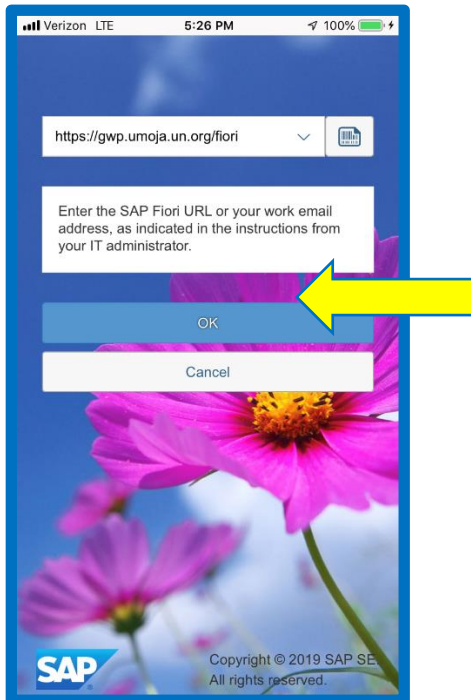 Verizon LTE 5:26 PM 100%
https://gwp.umoja.un.org/fiori
Enter the SAP Fiori URL or your work email
address, as indicated in the instructions from
your IT administrator.
OK
Cancel
SAP
Copyright © 2019 SAP SE.
All rights reserved.